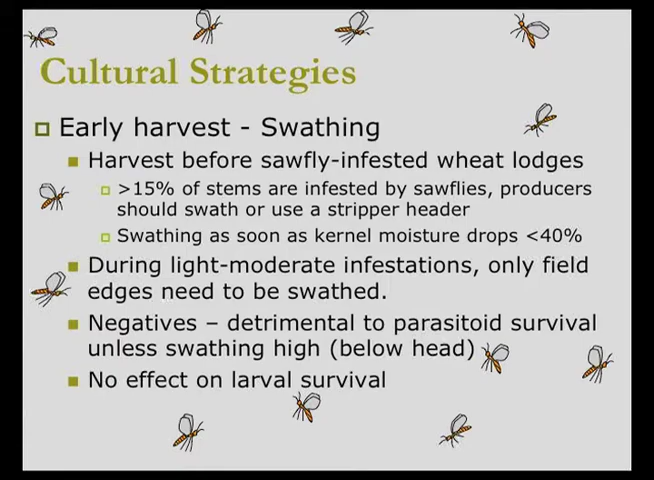 Cultural Strategies
Early harvest - Swathing
Harvest before sawfly-infested wheat lodges
>15% of stems are infested by sawflies, producers
should swath or use a stripper header
Swathing as soon as kernel moisture drops <40%
During light-moderate infestations, only field
edges need to be swathed.
Negatives – detrimental to parasitoid survival
unless swathing high (below head)
No effect on larval survival